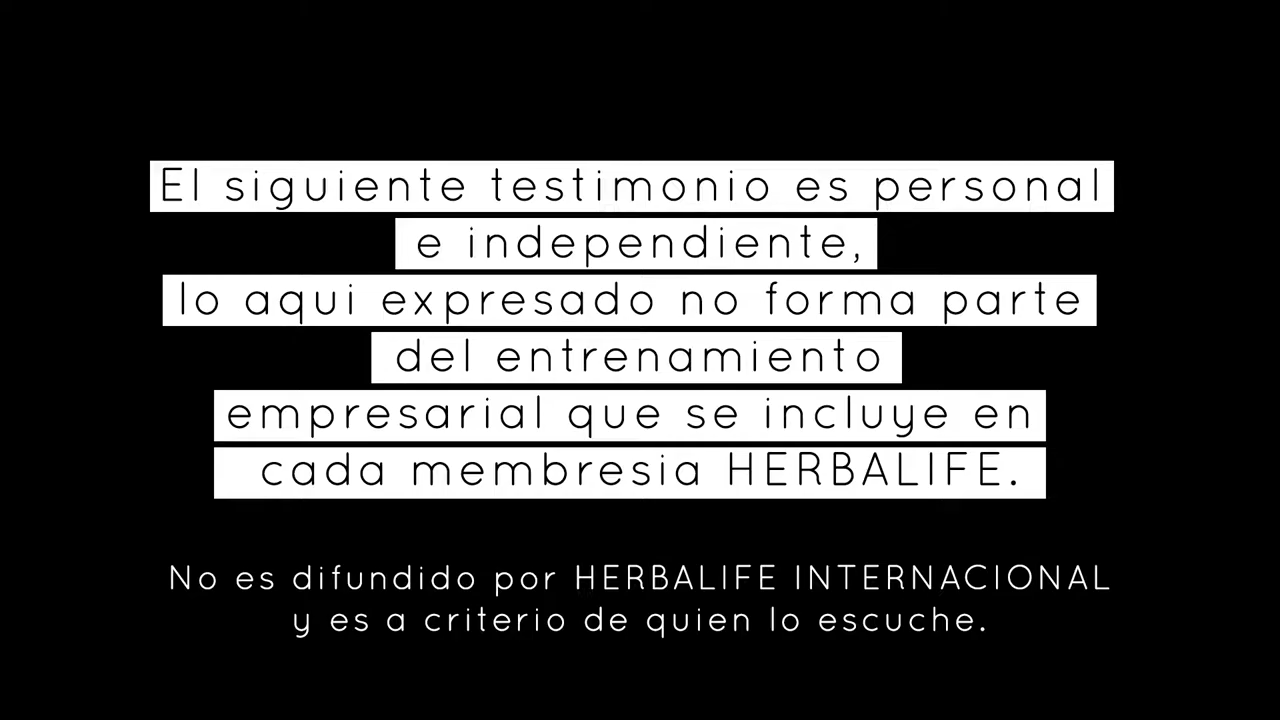 El siguiente testimonio es personal
e independiente,
lo aqui expresado no forma parte
del entrenamiento
empresarial que se incluye en
cada membresia HERBALIFE.
No es difundido por HERBALIFE INTERNACIONAL
y es a criterio de quien lo escuche.